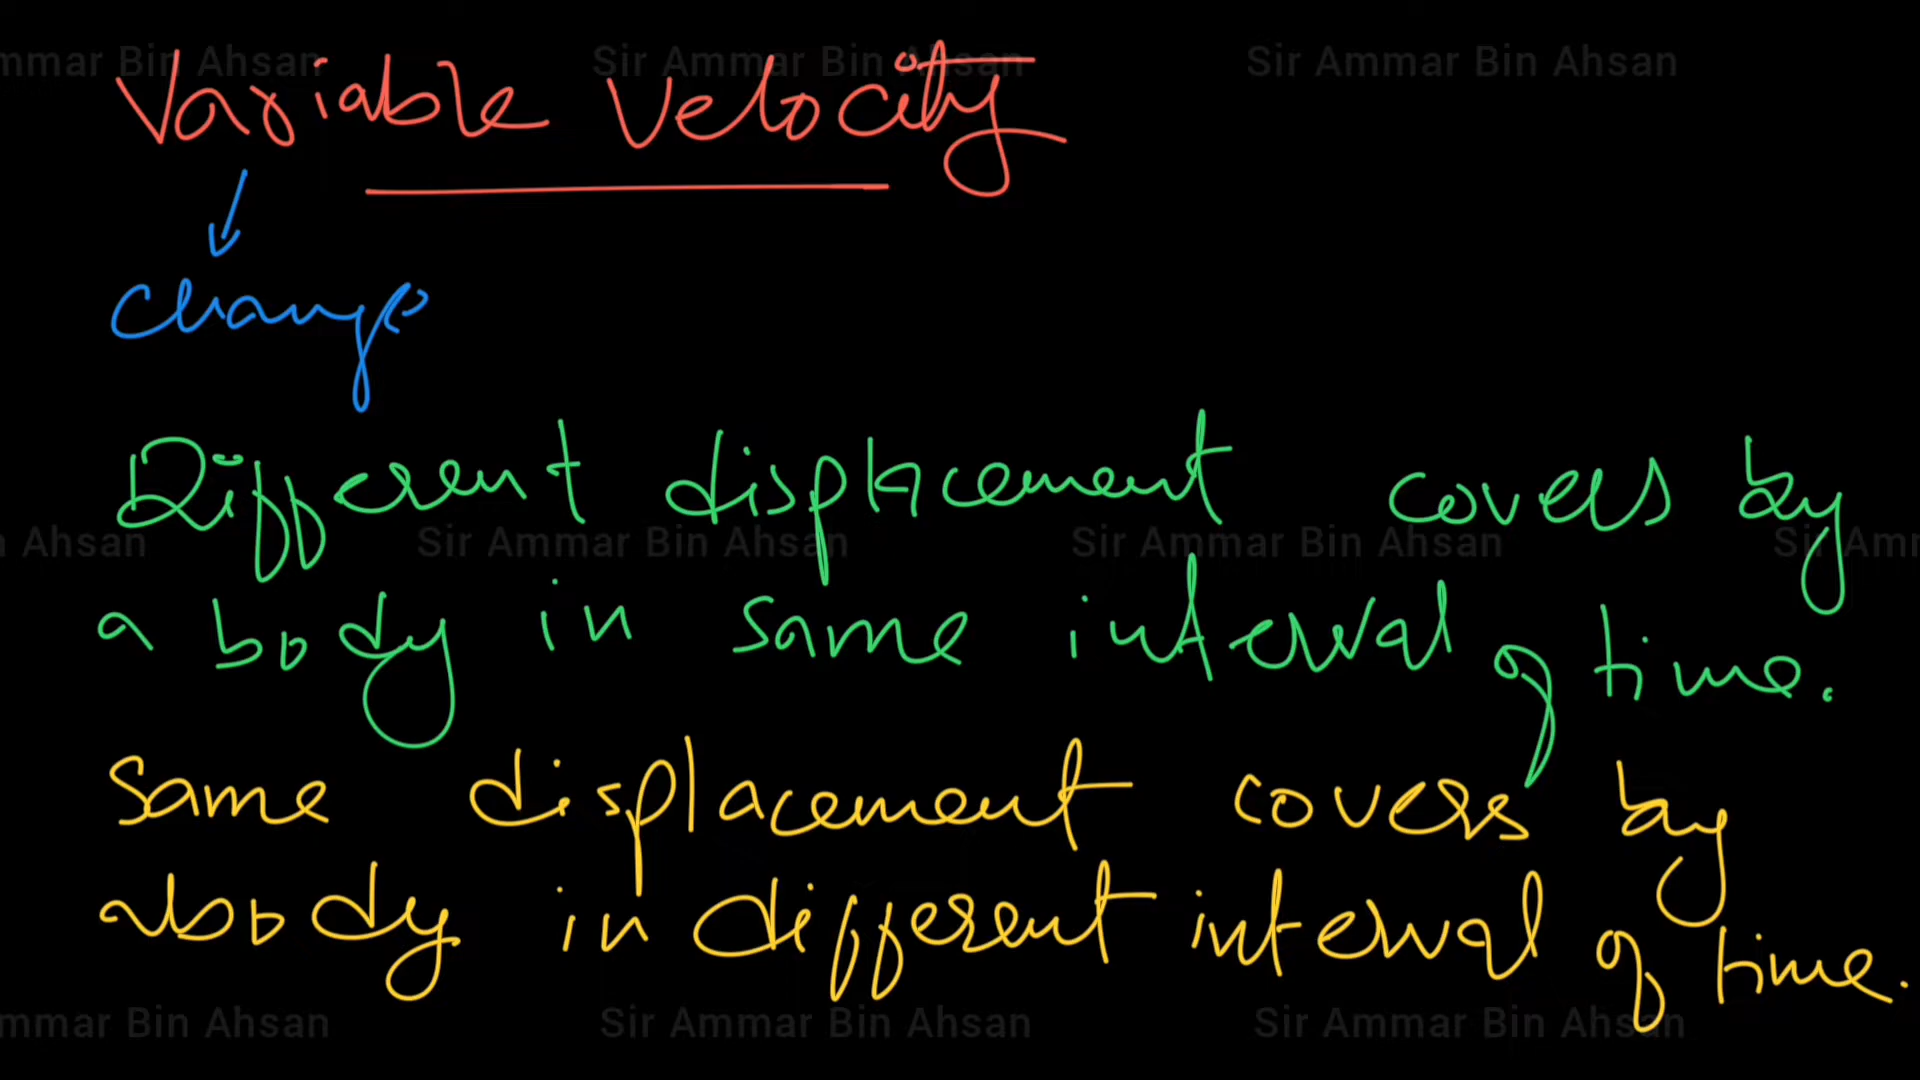 Variable Velocity
change
Different displacement covers by
a body in same interval of time.
Same displacement covers by
a body in different interval of time.
Sir Ammar Bin Ahsan